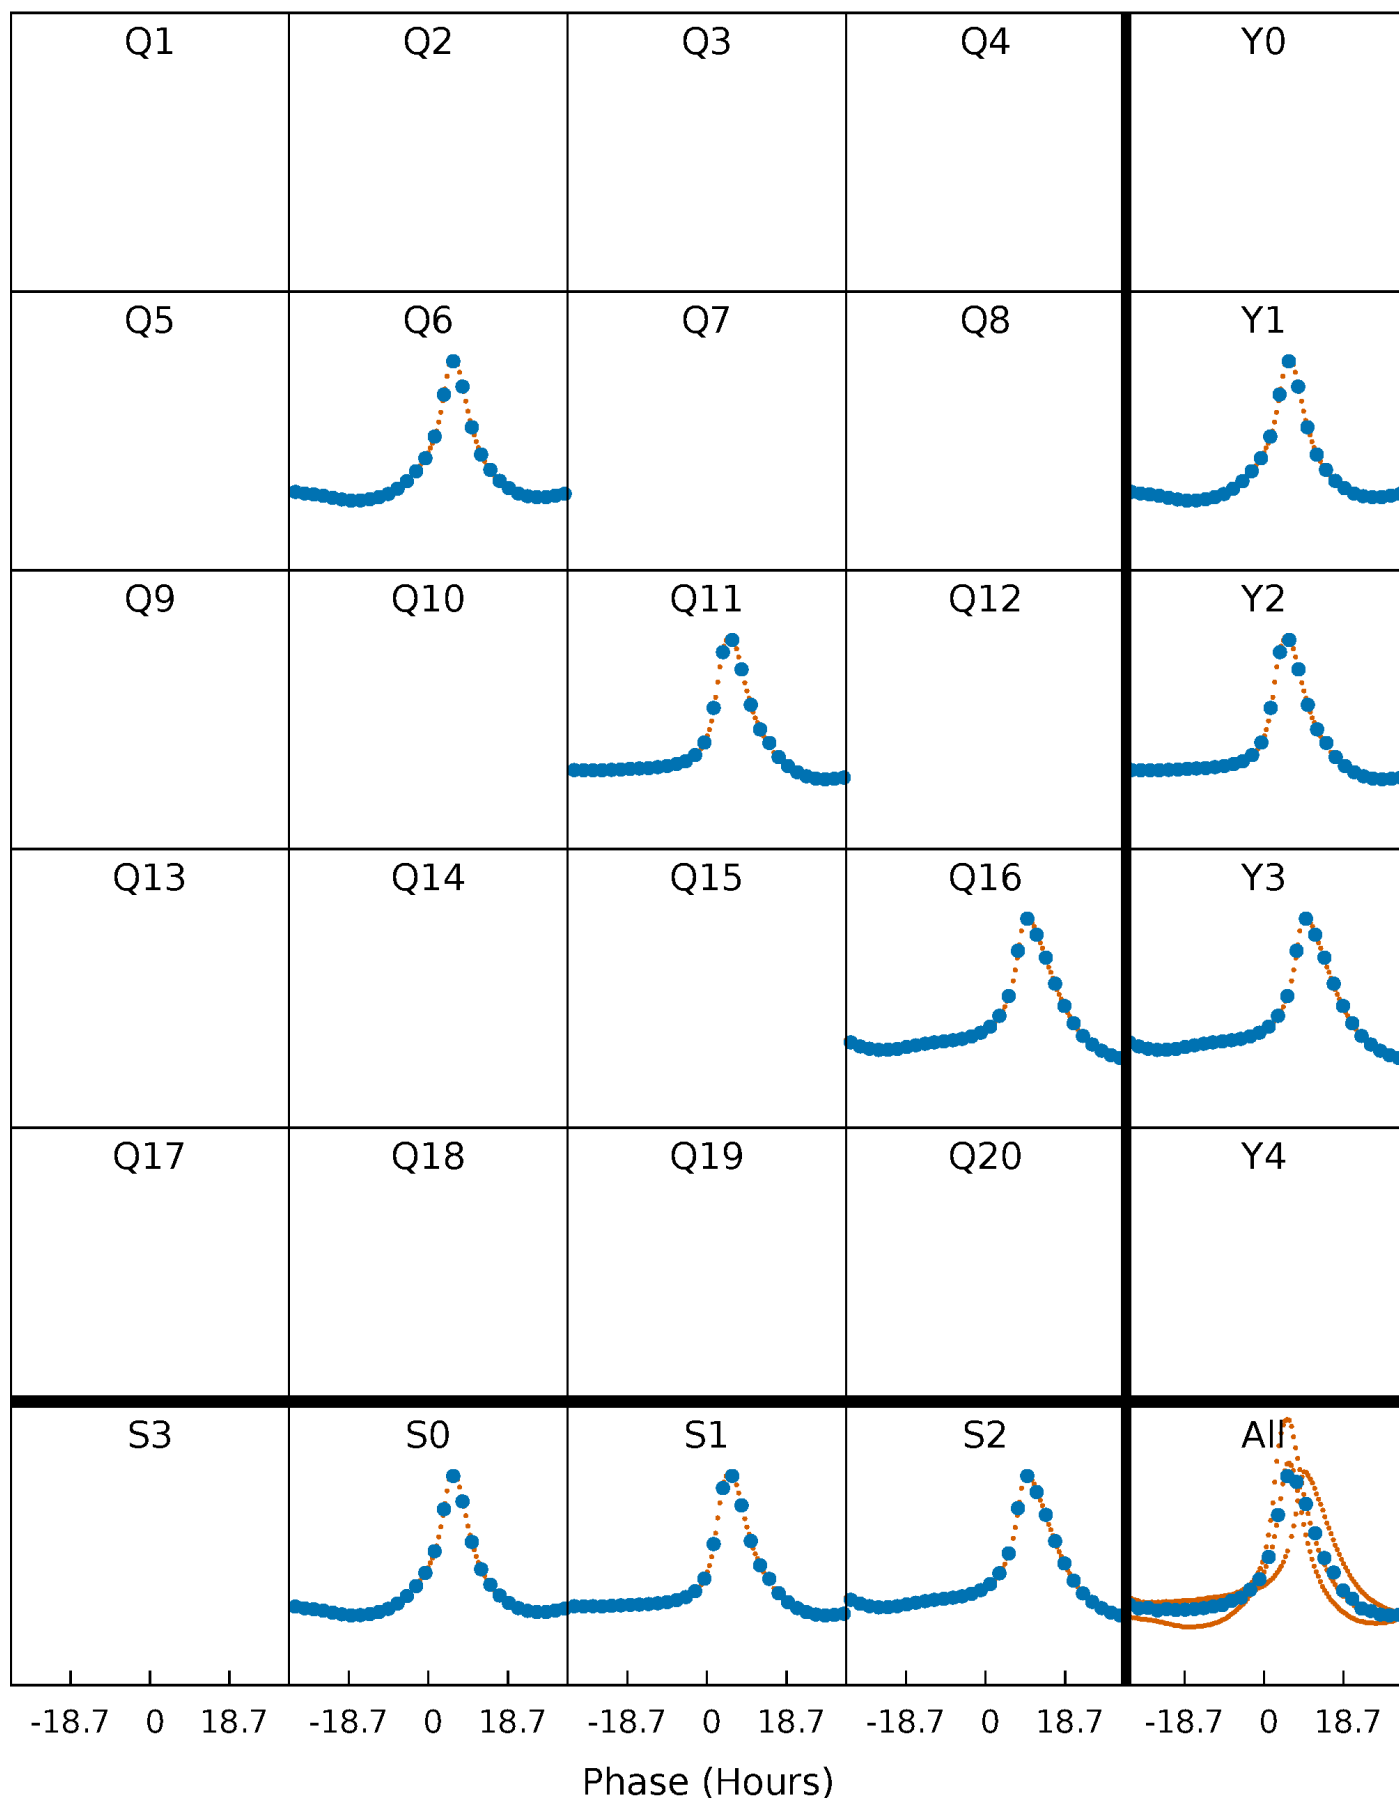 Q1 Q2 Q3 Q4 Y0
Q5 Q6 Q7 Q8 Y1
Q9 Q10 Q11 Q12 Y2
Q13 Q14 Q15 Q16 Y3
Q17 Q18 Q19 Q20 Y4
S3 S0 S1 S2 All
-18.7 0 18.7 -18.7 0 18.7 -18.7 0 18.7 -18.7 0 18.7 -18.7 0 18.7
Phase (Hours)